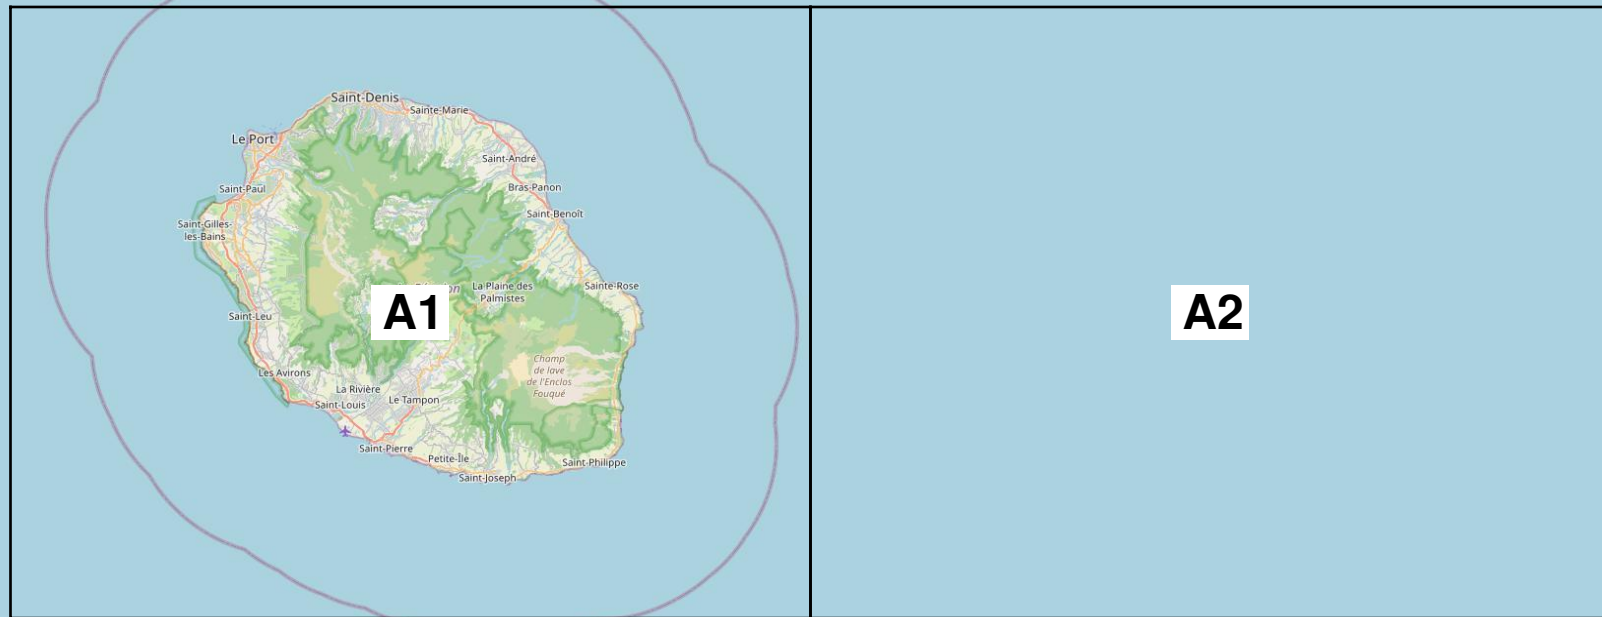 Saint-Denis
Sainte-Marie
Le Port
Saint-André
Saint-Paul
Bras-Panon
Saint-Benoît
Saint-Gilles-
les-Bains
La Plaine des
Palmistes
Sainte-Rose
A1
A2
Saint-Leu
Champ
de lave
de l'Enclos
Fouqué
Les Avirons
La Rivière
Le Tampon
Saint-Louis
Saint-Pierre
Petite-Île
Saint-Philippe
Saint-Joseph